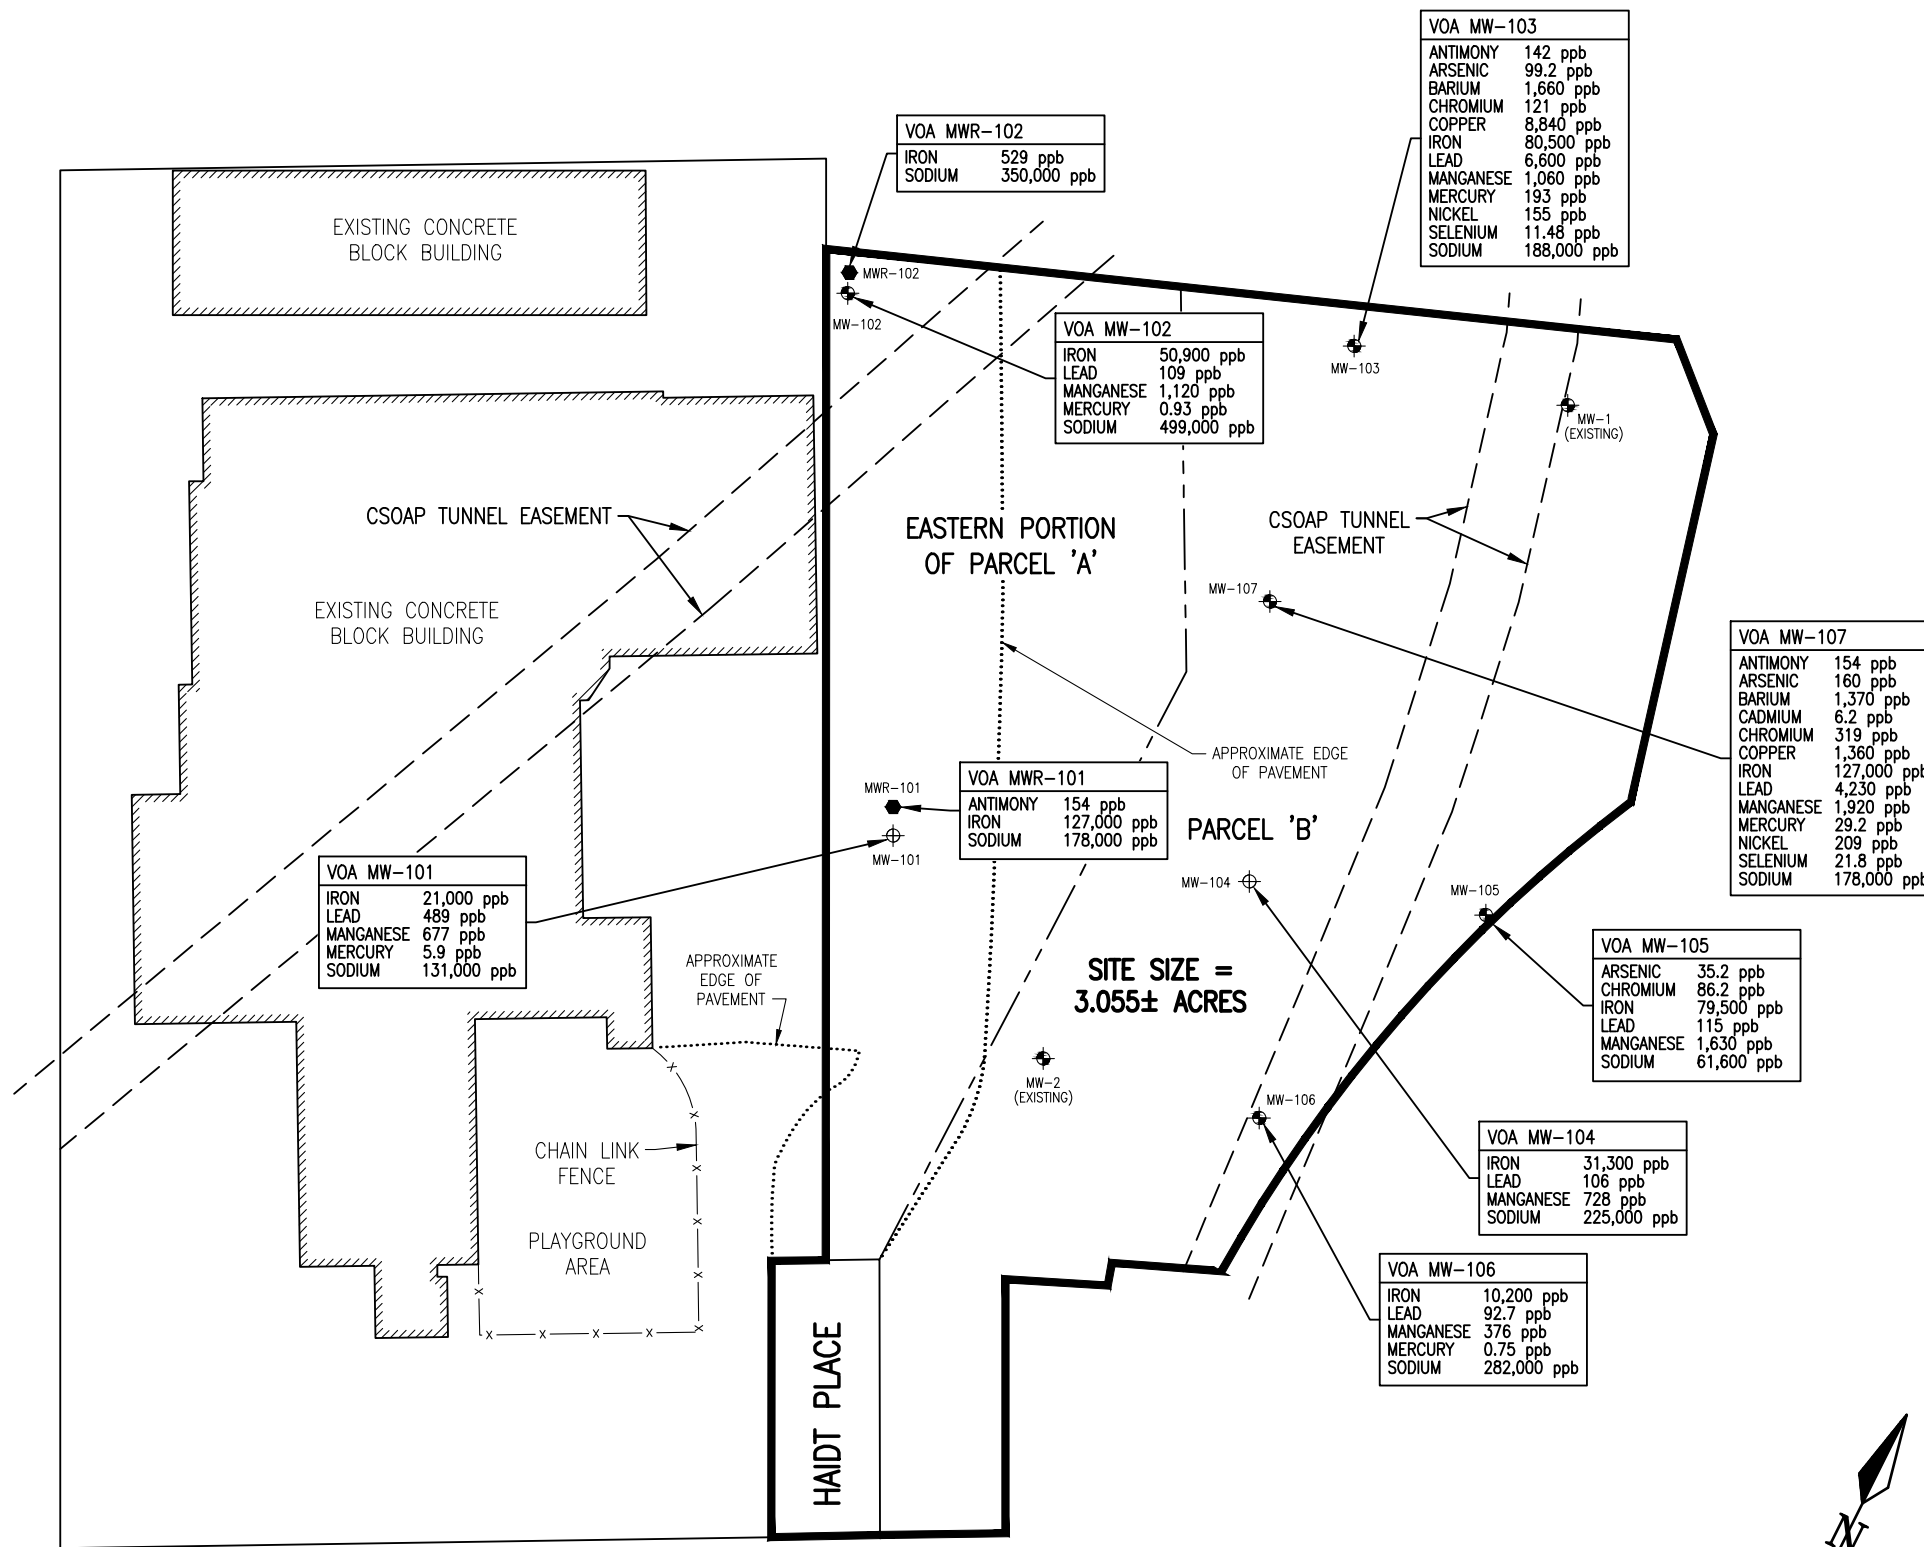 VOA MW-103
ANTIMONY 142 ppb
ARSENIC 99.2 ppb
BARIUM 1,660 ppb
CHROMIUM 121 ppb
COPPER 8,840 ppb
IRON 80,500 ppb
LEAD 6,600 ppb
MANGANESE 1,060 ppb
MERCURY 193 ppb
NICKEL 155 ppb
SELENIUM 11.48 ppb
SODIUM 188,000 ppb
VOA MWR-102
IRON 529 ppb
SODIUM 350,000 ppb
EXISTING CONCRETE
BLOCK BUILDING
MWR-102
MW-102
VOA MW-102
IRON 50,900 ppb
LEAD 109 ppb
MANGANESE 1,120 ppb
MERCURY 0.93 ppb
SODIUM 499,000 ppb
MW-103
MW-1
(EXISTING)
CSOAP TUNNEL EASEMENT
EASTERN PORTION
OF PARCEL 'A'
CSOAP TUNNEL
EASEMENT
EXISTING CONCRETE
BLOCK BUILDING
MW-107
VOA MW-107
ANTIMONY 154 ppb
ARSENIC 160 ppb
BARIUM 1,370 ppb
CADMIUM 6.2 ppb
CHROMIUM 319 ppb
COPPER 1,360 ppb
IRON 127,000 ppb
LEAD 4,230 ppb
MANGANESE 1,920 ppb
MERCURY 29.2 ppb
NICKEL 209 ppb
SELENIUM 21.8 ppb
SODIUM 178,000 ppb
APPROXIMATE EDGE
OF PAVEMENT
MWR-101
MW-101
VOA MWR-101
ANTIMONY 154 ppb
IRON 127,000 ppb
SODIUM 178,000 ppb
PARCEL 'B'
VOA MW-101
IRON 21,000 ppb
LEAD 489 ppb
MANGANESE 677 ppb
MERCURY 5.9 ppb
SODIUM 131,000 ppb
MW-104
MW-105
VOA MW-105
ARSENIC 35.2 ppb
CHROMIUM 86.2 ppb
IRON 79,500 ppb
LEAD 115 ppb
MANGANESE 1,630 ppb
SODIUM 61,600 ppb
APPROXIMATE
EDGE OF
PAVEMENT
SITE SIZE =
3.055± ACRES
MW-2
(EXISTING)
MW-106
VOA MW-104
IRON 31,300 ppb
LEAD 106 ppb
MANGANESE 728 ppb
SODIUM 225,000 ppb
CHAIN LINK
FENCE
PLAYGROUND
AREA
VOA MW-106
IRON 10,200 ppb
LEAD 92.7 ppb
MANGANESE 376 ppb
MERCURY 0.75 ppb
SODIUM 282,000 ppb
HAIDT PLACE
N